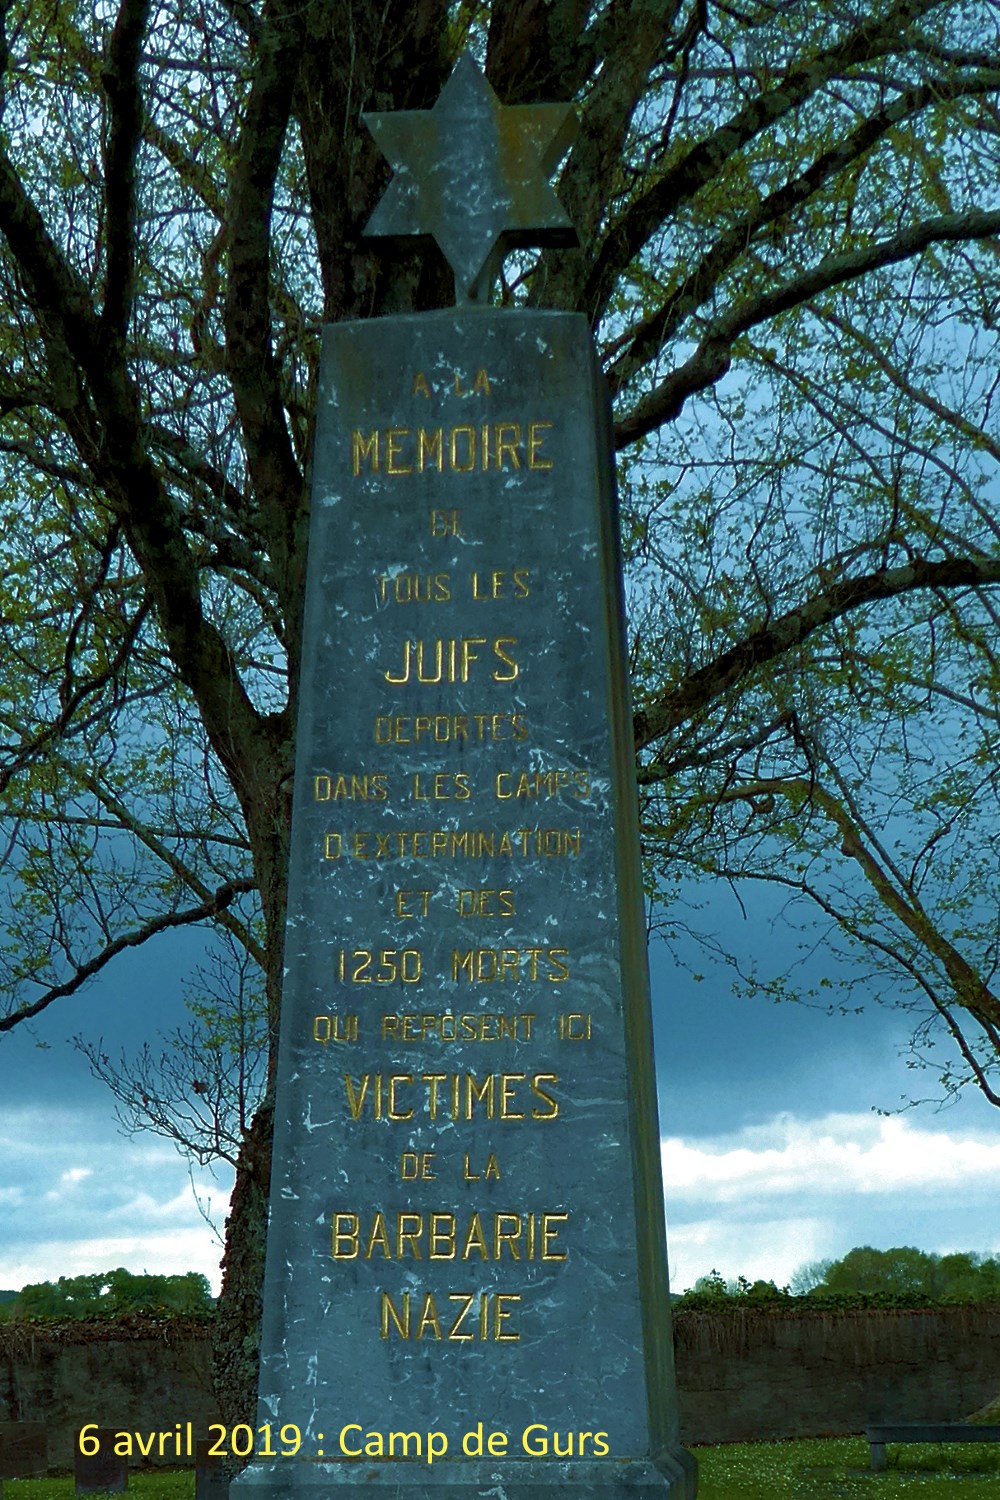 A LA
MEMOIRE
DE
TOUS LES
JUIFS
DEPORTES
DANS LES CAMPS
D'EXTERMINATION
ET DES
1250 MORTS
QUI REPOSENT ICI
VICTIMES
DE LA
BARBARIE
NAZIE
6 avril 2019 : Camp de Gurs